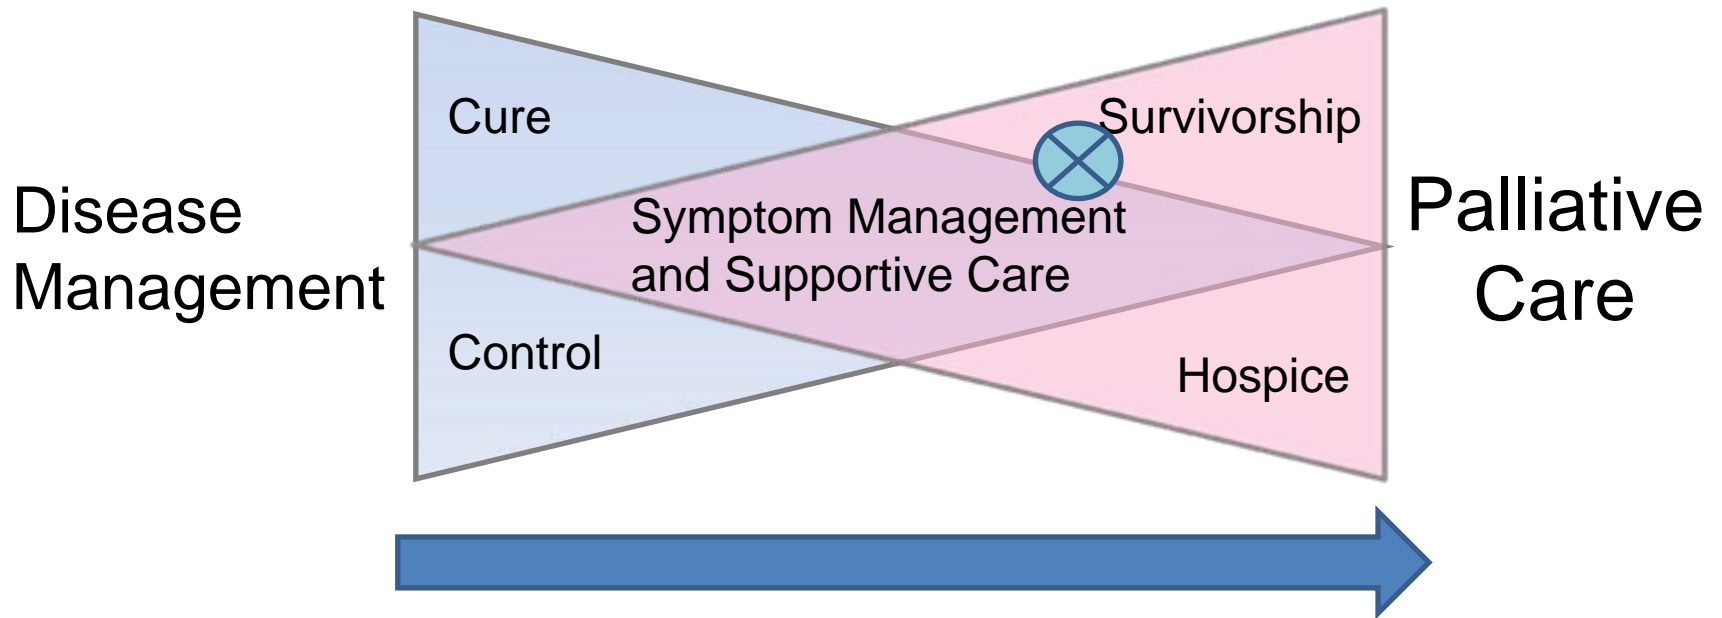 Disease
Management
Cure
Control
Symptom Management
and Supportive Care
Survivorship
Hospice
Palliative
Care